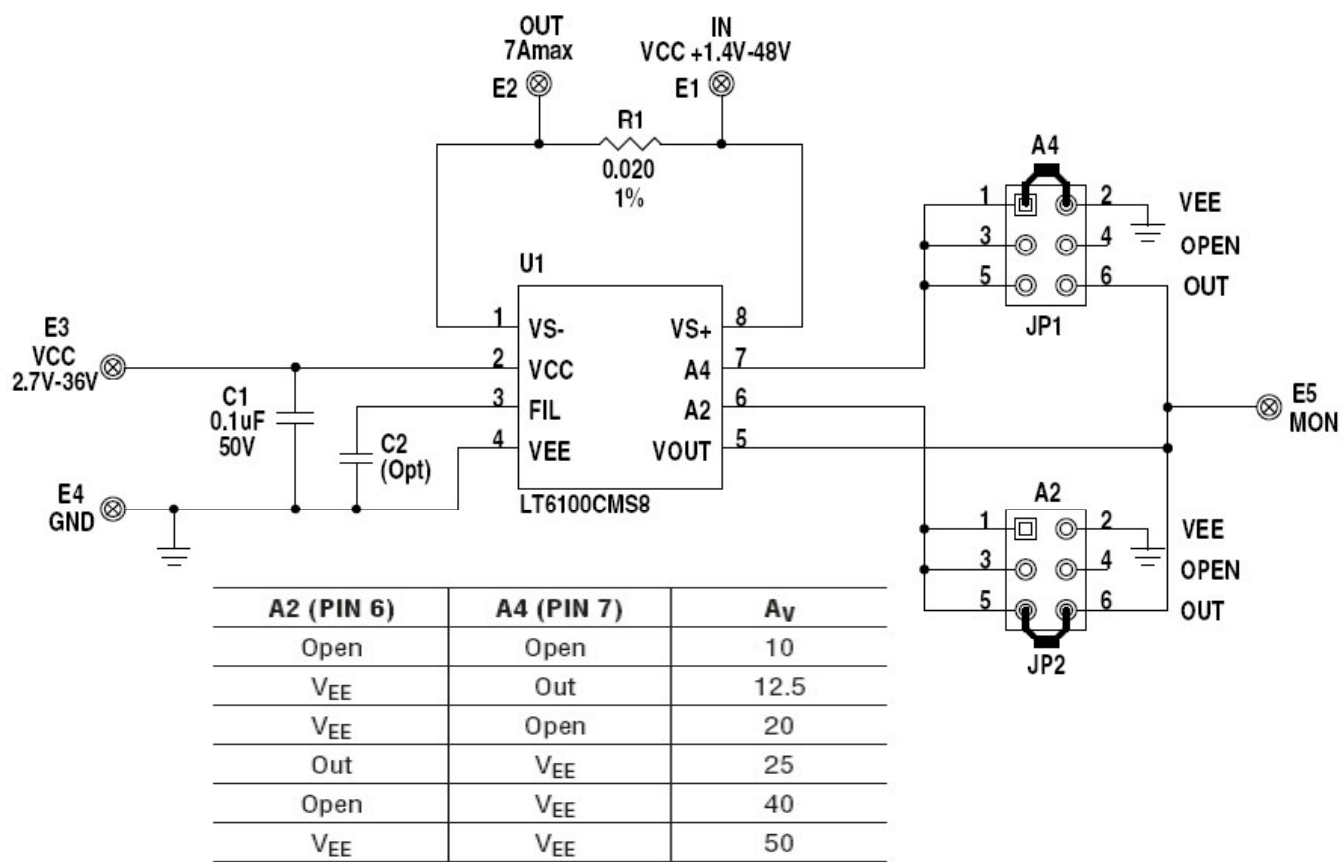 OUT
7Amax
E2
IN
VCC +1.4V-48V
E1
R1
0.020
1%
U1
1 VS-
2 VCC
3 FIL
4 VEE
VS+ 8
A4 7
A2 6
VOUT 5
LT6100CMS8
E3
VCC
2.7V-36V
C1
0.1uF
50V
C2
(Opt)
E4
GND
A4
1 2 VEE
3 4 OPEN
5 6 OUT
JP1
E5
MON
A2
1 2 VEE
3 4 OPEN
5 6 OUT
JP2
A2 (PIN 6) A4 (PIN 7) AV
Open Open 10
VEE Out 12.5
VEE Open 20
Out VEE 25
Open VEE 40
VEE VEE 50